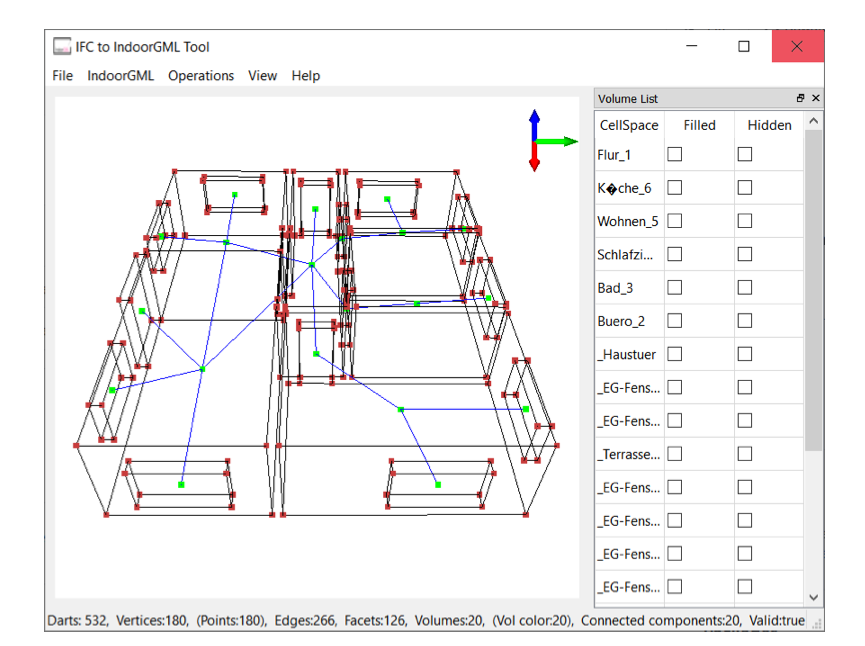 IFC to IndoorGML Tool
File IndoorGML Operations View Help
Volume List
CellSpace Filled Hidden
Flur_1
K�che_6
Wohnen_5
Schlafzi...
Bad_3
Buero_2
_Haustuer
_EG-Fens...
_EG-Fens...
_Terrasse...
_EG-Fens...
_EG-Fens...
_EG-Fens...
_EG-Fens...
Darts: 532, Vertices:180, (Points:180), Edges:266, Facets:126, Volumes:20, (Vol color:20), Connected components:20, Valid:true